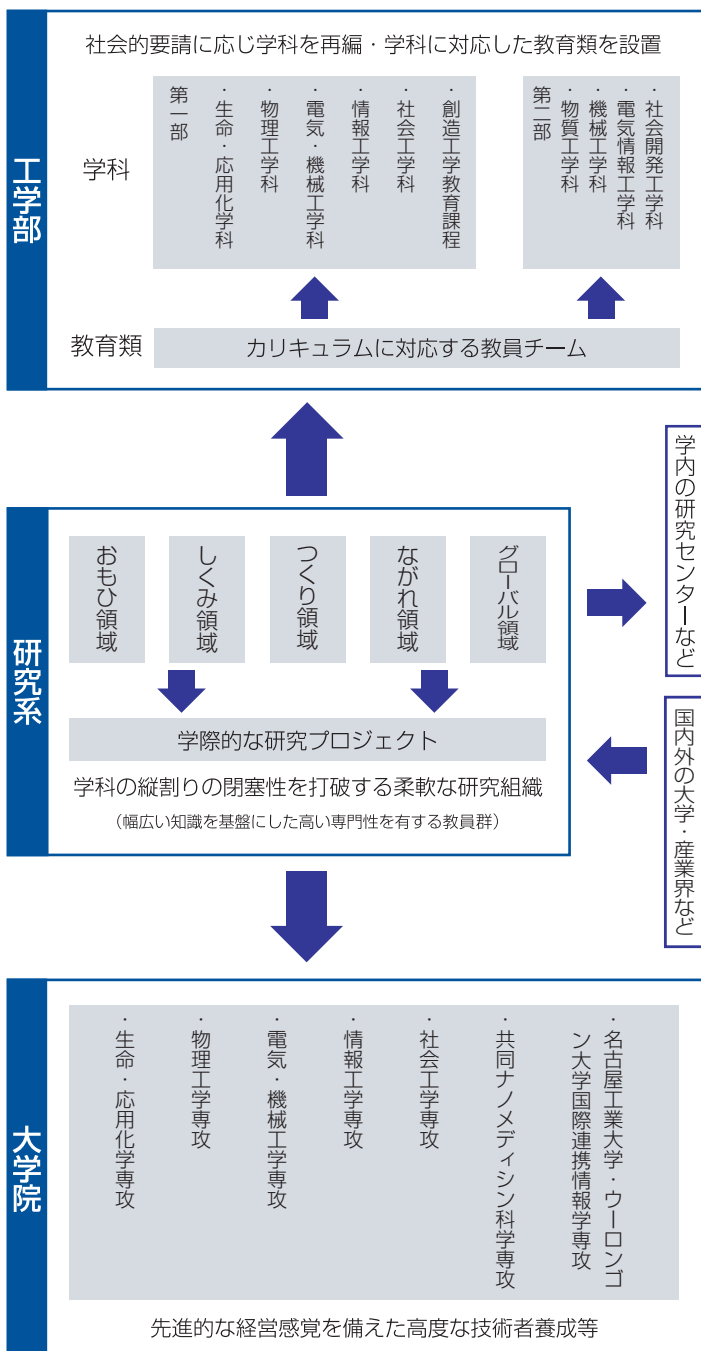 工学部
社会的要請に応じ学科を再編・学科に対応した教育類を設置
学科
第一部
・生命・応用化学科
・物理工学科
・電気・機械工学科
・情報工学科
・社会工学科
・創造工学教育課程
第二部
・物質工学科
・機械工学科
・電気情報工学科
・社会開発工学科
教育類
カリキュラムに対応する教員チーム
研究系
おもひ領域
しくみ領域
つくり領域
ながれ領域
グローバル領域
学際的な研究プロジェクト
学科の縦割りの閉塞性を打破する柔軟な研究組織
（幅広い知識を基盤にした高い専門性を有する教員群）
学内の研究センターなど
国内外の大学・産業界など
大学院
・生命・応用化学専攻
・物理工学専攻
・電気・機械工学専攻
・情報工学専攻
・社会工学専攻
・共同ナノメディシン科学専攻
・名古屋工業大学・ウーロンゴ
ン大学国際連携情報学専攻
先進的な経営感覚を備えた高度な技術者養成等